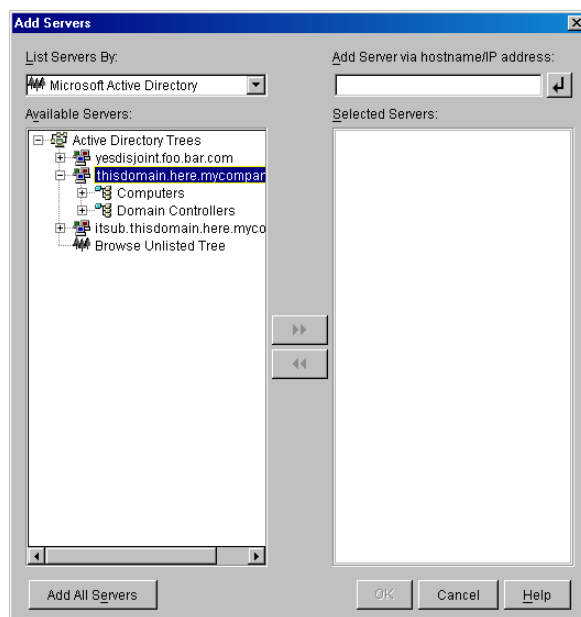 Add Servers
List Servers By:
Add Server via hostname/IP address:
Microsoft Active Directory
Available Servers:
Selected Servers:
Active Directory Trees
yesdisjoint.foo.bar.com
thisdomain.here.mycompar
Computers
Domain Controllers
itsub.thisdomain.here.myco
Browse Unlisted Tree
Add All Servers
OK
Cancel
Help